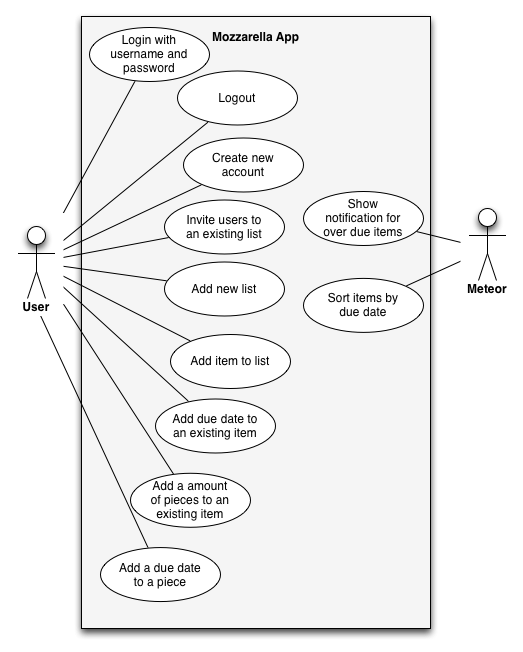 Mozzarella App
Login with
username and
password
Logout
Create new
account
Invite users to
an existing list
Add new list
Add item to list
Add due date to
an existing item
Add a amount
of pieces to an
existing item
Add a due date
to a piece
User
Show
notification for
over due items
Sort items by
due date
Meteor